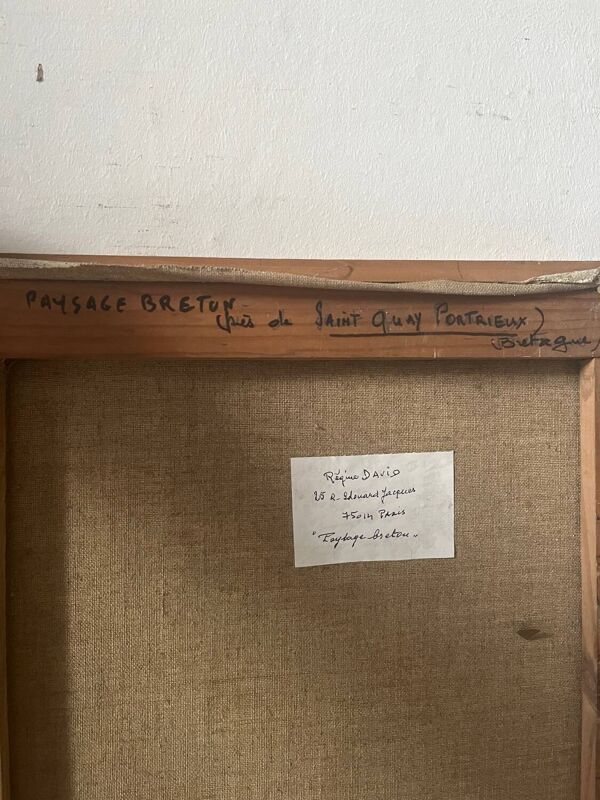 PAYSAGE BRETON
(près de SAINT QUAY PORTRIEUX)
(Bretagne)
Régine DAVID
25 R. Edouard Jacques
75014 PARIS
"Paysage breton"